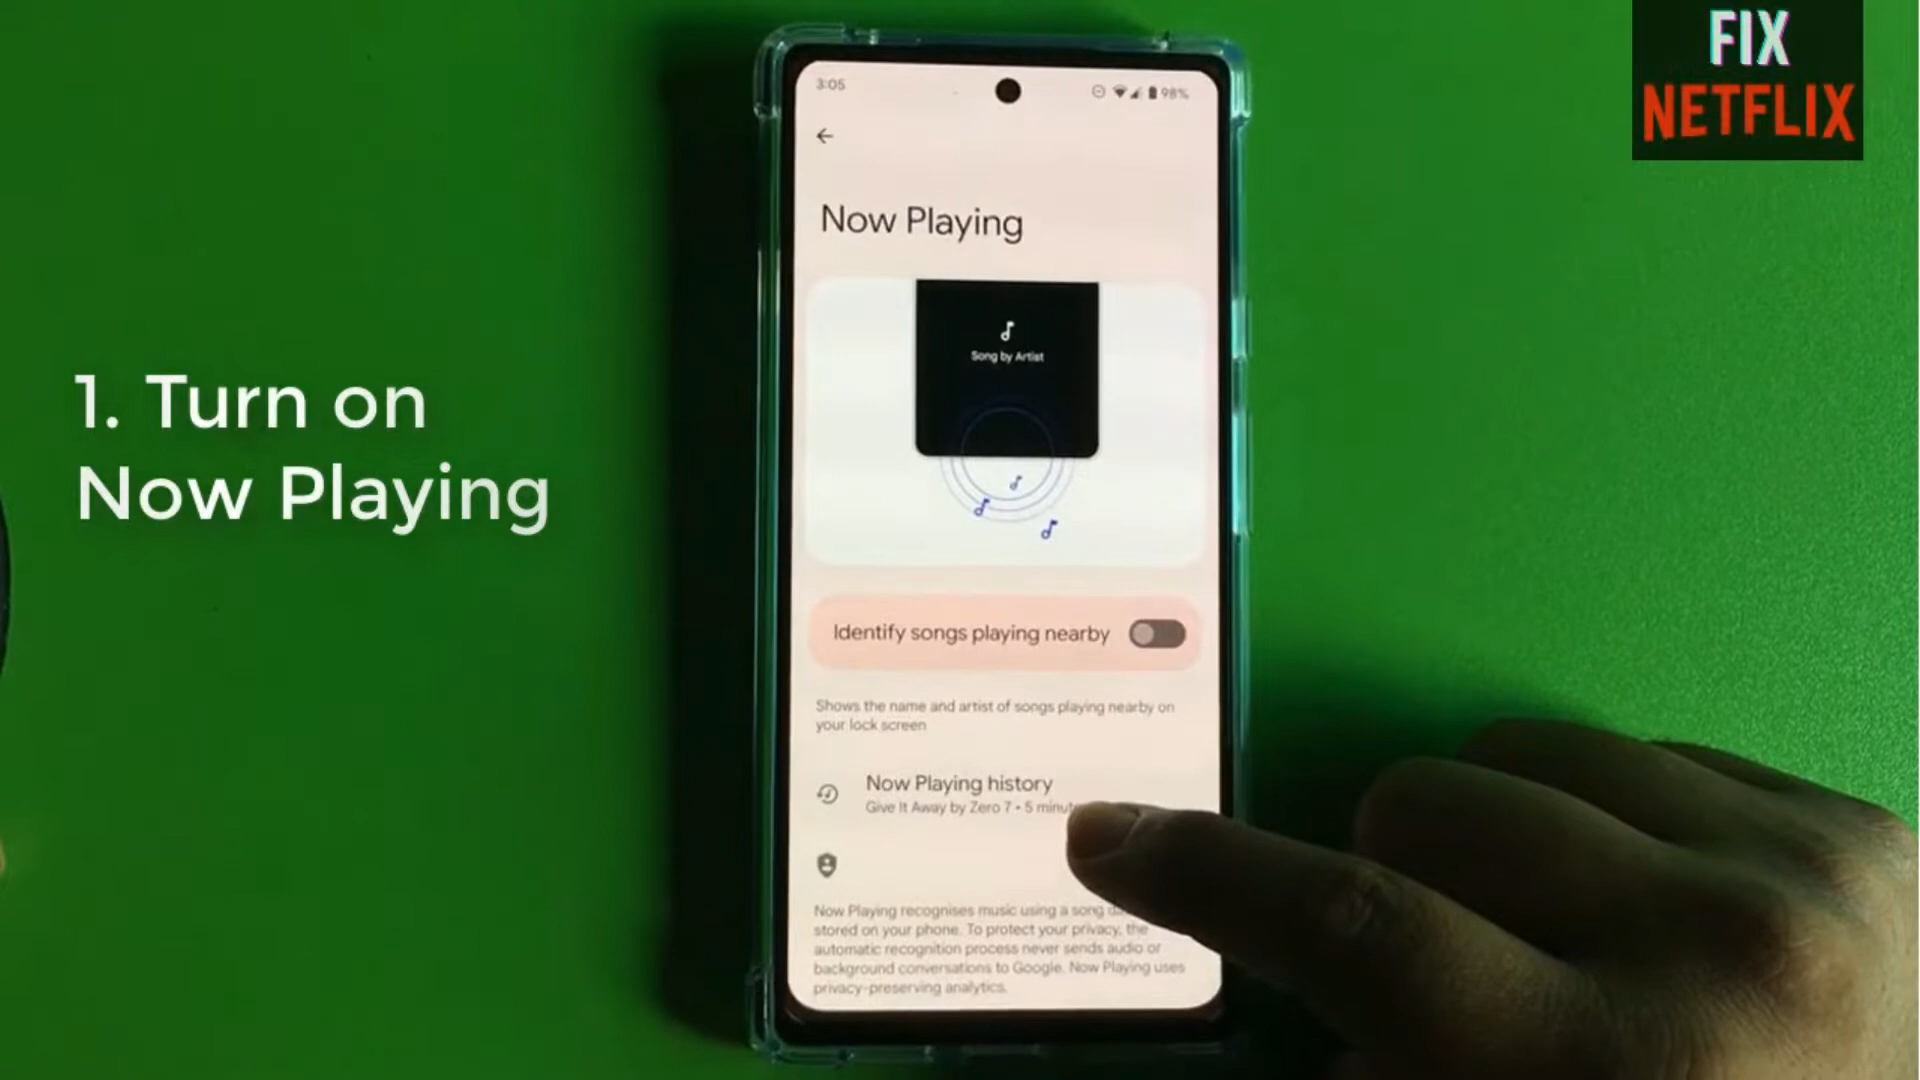 FIX
NETFLIX
1. Turn on
Now Playing
3:05
98%
Now Playing
Song by Artist
Identify songs playing nearby
Shows the name and artist of songs playing nearby on
your lock screen
Now Playing history
Give It Away by Zero 7 • 5
Now Playing recognises music using a song
stored on your phone. To protect your privacy, the
automatic recognition process never sends audio or
background conversations to Google. Now Playing uses
privacy-preserving analytics.